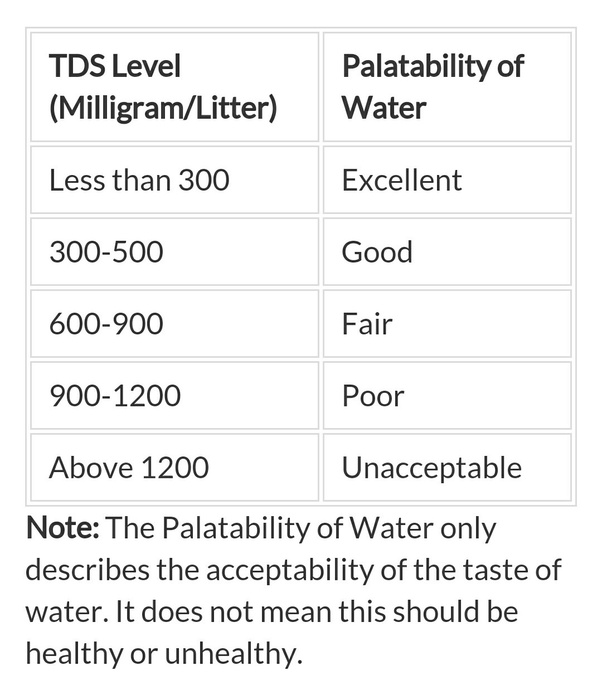 TDS Level
(Milligram/Litter)
Palatability of
Water
Less than 300
Excellent
300-500
Good
600-900
Fair
900-1200
Poor
Above 1200
Unacceptable
Note: The Palatability of Water only
describes the acceptability of the taste of
water. It does not mean this should be
healthy or unhealthy.